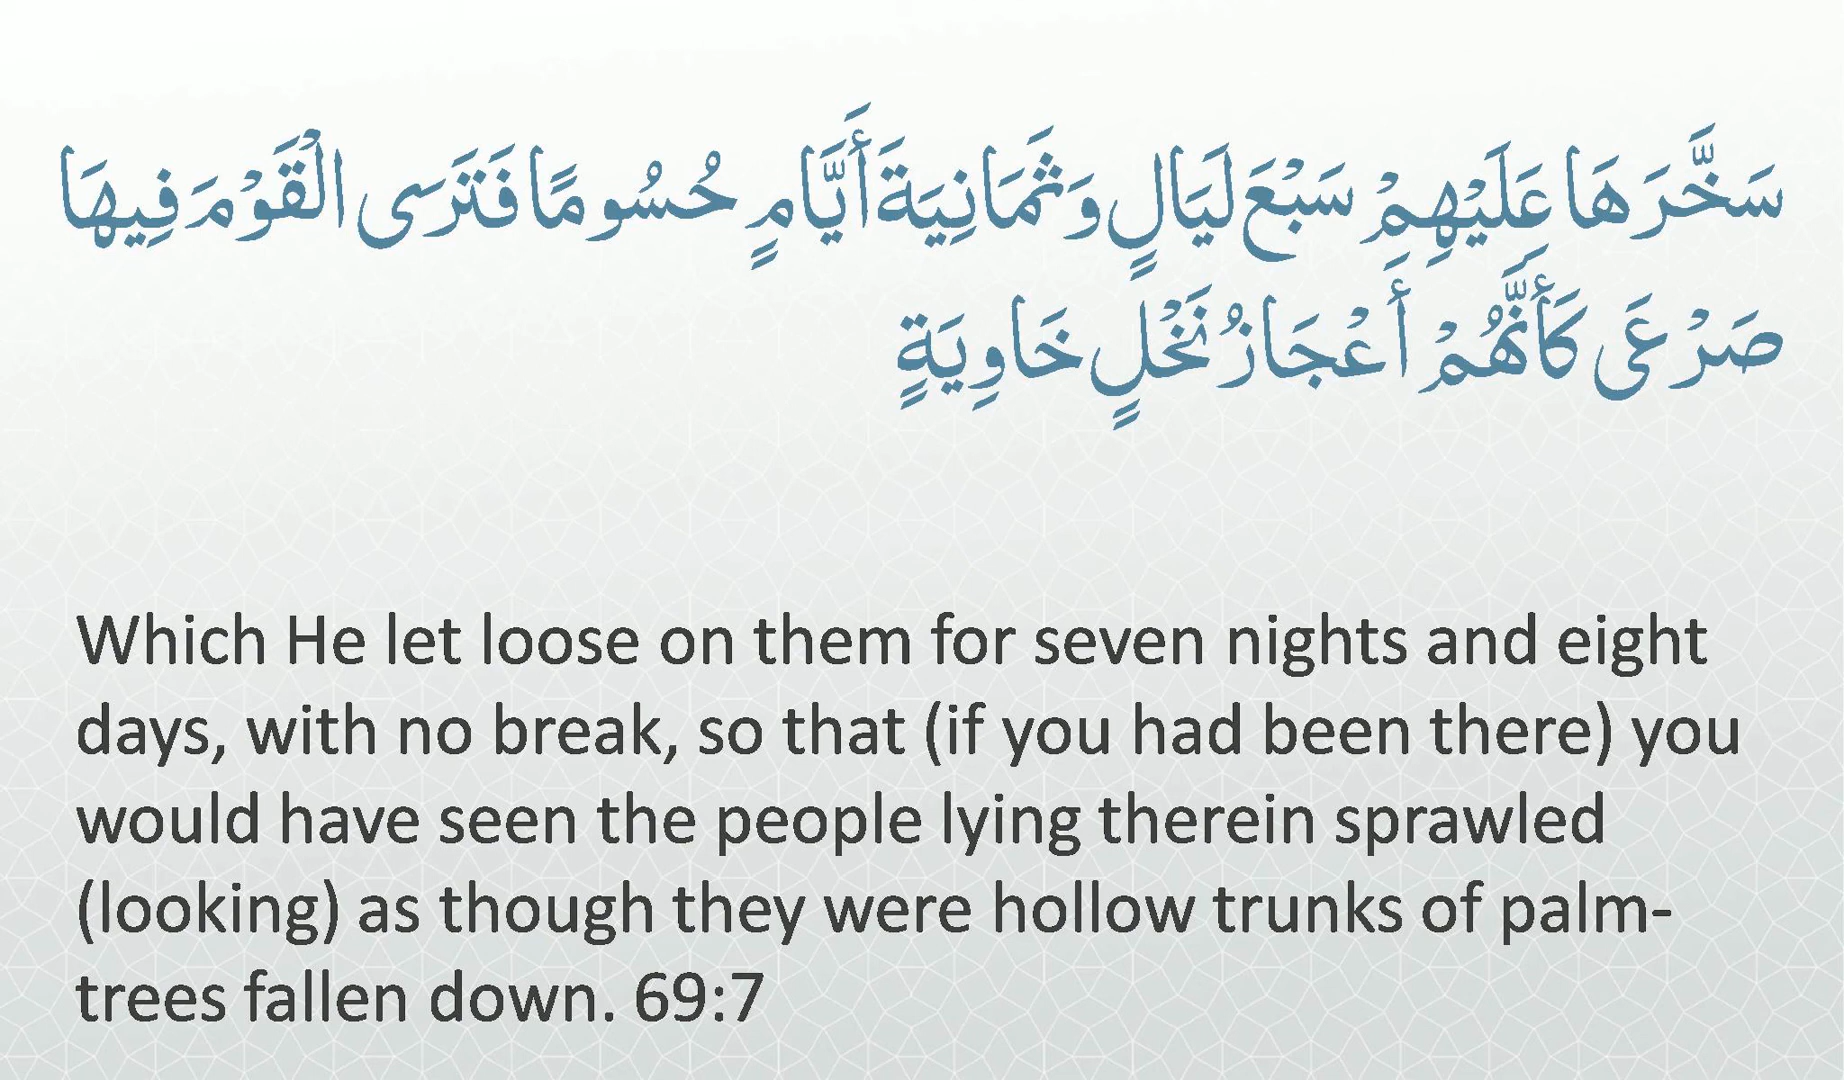 سَخَّرَهَا عَلَيْهِمْ سَبْعَ لَيَالٍ وَثَمَانِيَةَ أَيَّامٍ حُسُومًا فَتَرَى الْقَوْمَ فِيهَا
صَرْعَى كَأَنَّهُمْ أَعْجَازُ نَخْلٍ خَاوِيَةٍ
Which He let loose on them for seven nights and eight
days, with no break, so that (if you had been there) you
would have seen the people lying therein sprawled
(looking) as though they were hollow trunks of palm-
trees fallen down. 69:7